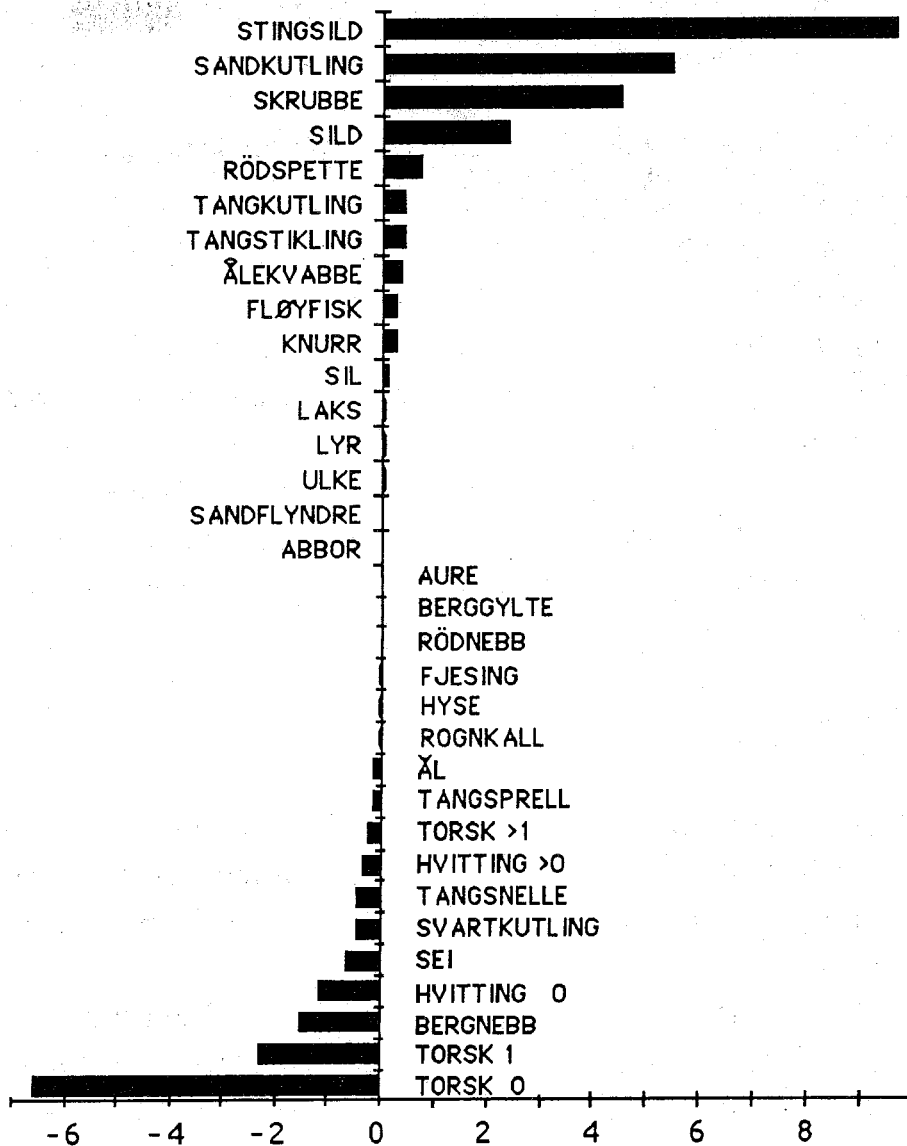 STINGSILD
SANDKUTLING
SKRUBBE
SILD
RÖDSPETTE
TANGKUTLING
TANGSTIKLING
ÅLEKVABBE
FLØYFISK
KNURR
SIL
LAKS
LYR
ULKE
SANDFLYNDRE
ABBOR
AURE
BERGGYLTE
RÖDNEBB
FJESING
HYSE
ROGNKALL
ÅL
TANGSPRELL
TORSK >1
HVITTING >0
TANGSNELLE
SVARTKUTLING
SEI
HVITTING 0
BERGNEBB
TORSK 1
TORSK 0
-6 -4 -2 0 2 4 6 8